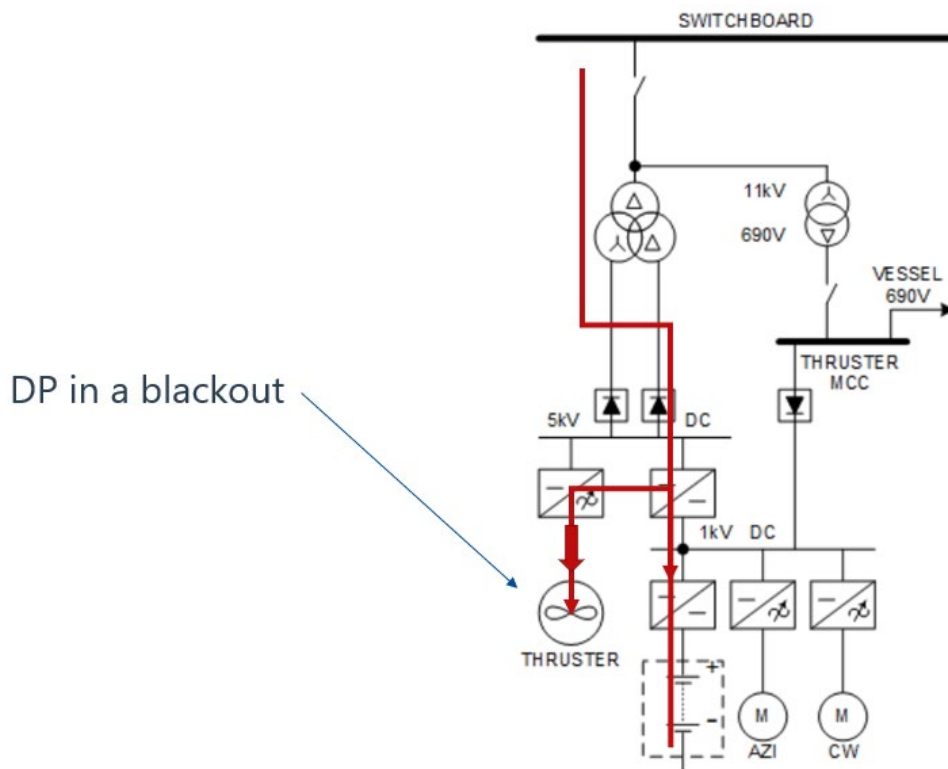 SWITCHBOARD
11kV
690V
VESSEL
690V
THRUSTER
MCC
DP in a blackout
5kV DC
1kV DC
THRUSTER
+
-
M
AZI
M
CW